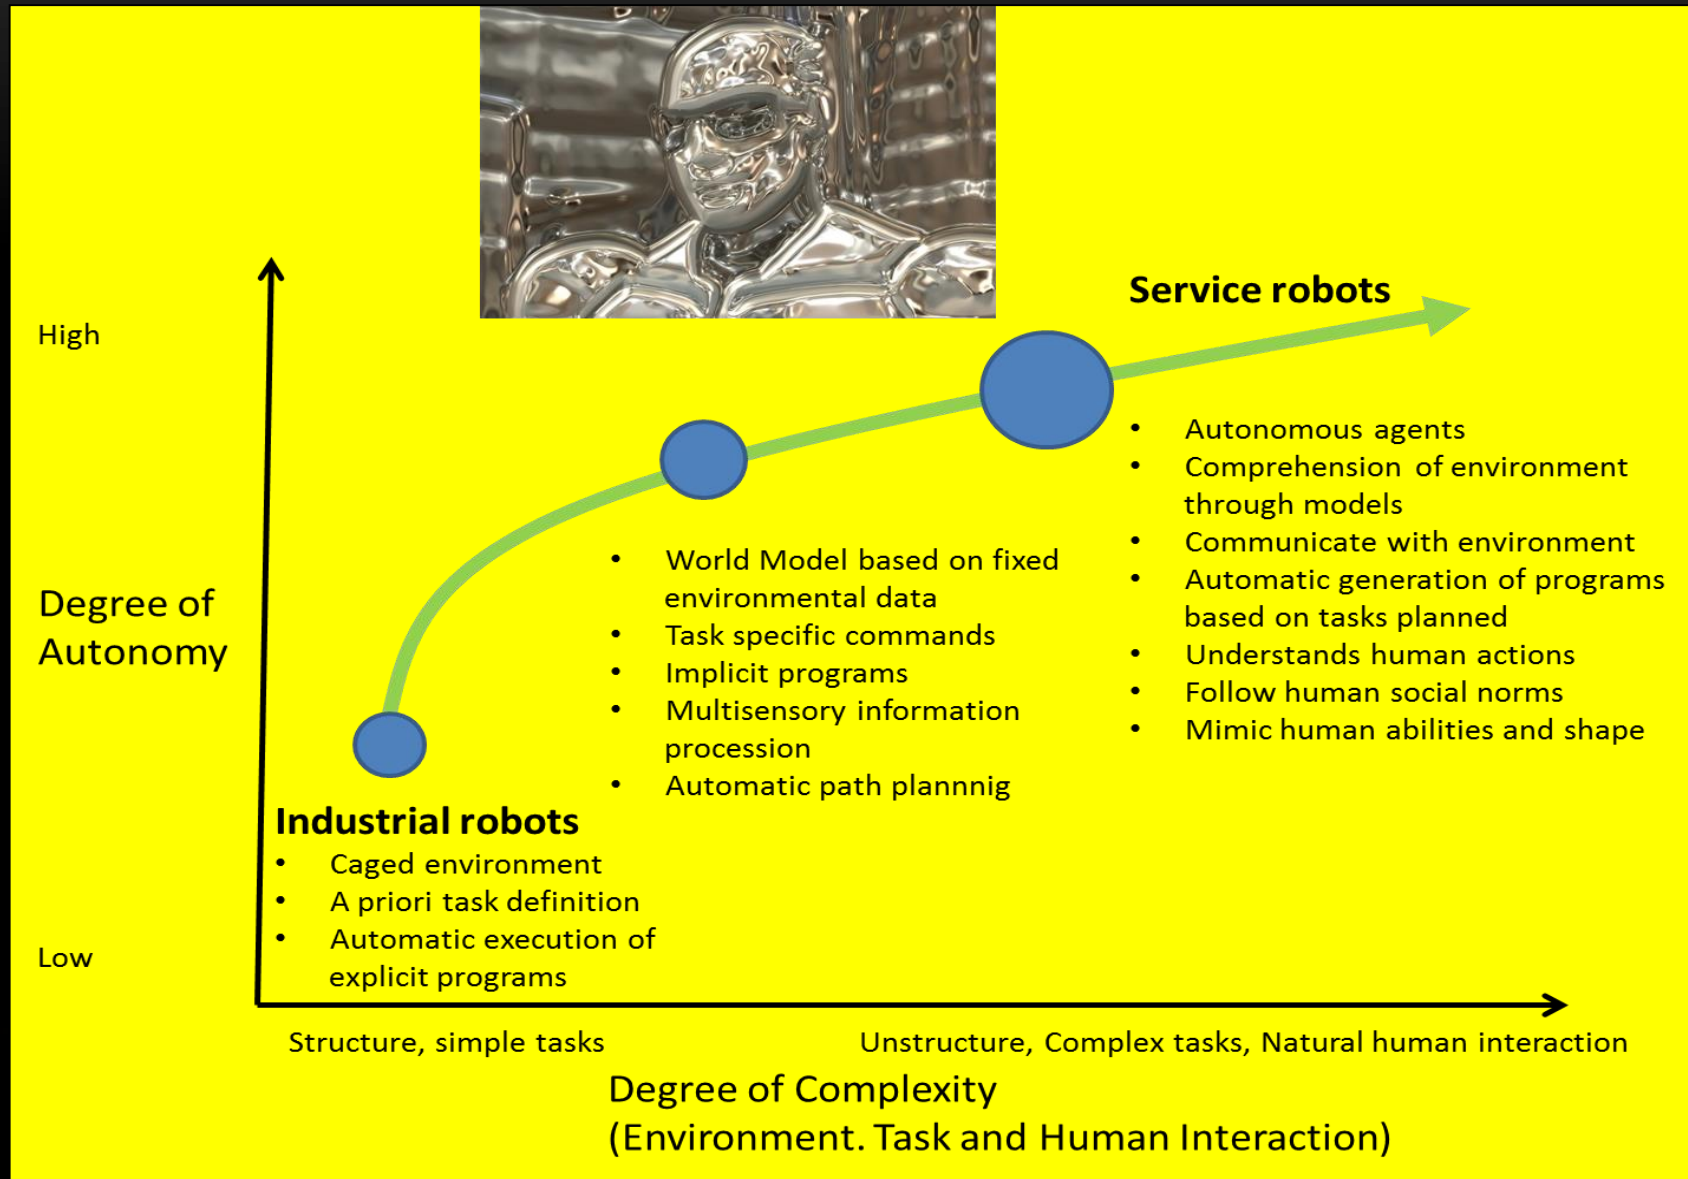 Service robots
High
• Autonomous agents
• Comprehension of environment
through models
• Communicate with environment
• Automatic generation of programs
based on tasks planned
• Understands human actions
• Follow human social norms
• Mimic human abilities and shape
• World Model based on fixed
environmental data
• Task specific commands
• Implicit programs
• Multisensory information
procession
• Automatic path plannnig
Degree of
Autonomy
Industrial robots
• Caged environment
• A priori task definition
• Automatic execution of
explicit programs
Low
Structure, simple tasks
Unstructure, Complex tasks, Natural human interaction
Degree of Complexity
(Environment. Task and Human Interaction)